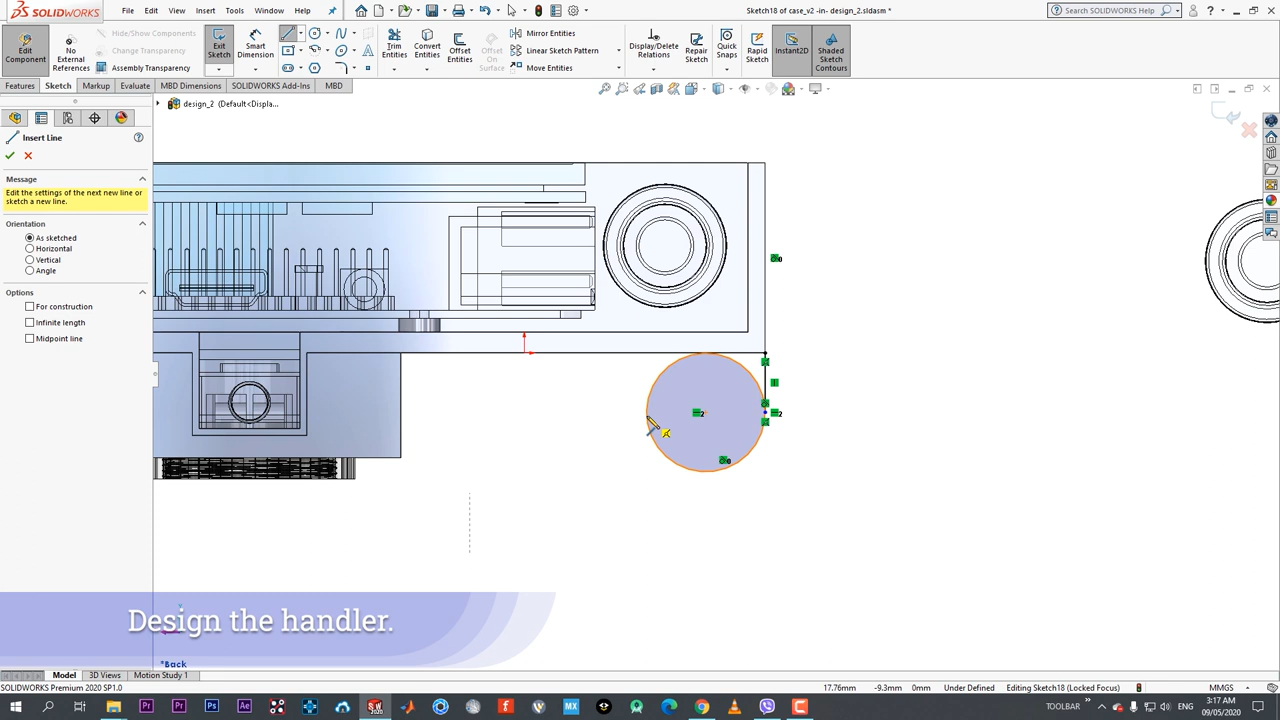 SOLIDWORKS
File Edit View Insert Tools Window Help
Sketch18 of case_v2 -in- design_2.sldasm *
Search SOLIDWORKS Help
Edit Component
No External References
Hide/Show Components
Change Transparency
Assembly Transparency
Exit Sketch
Smart Dimension
Trim Entities
Convert Entities
Offset Entities
Offset On Surface
Mirror Entities
Linear Sketch Pattern
Move Entities
Display/Delete Relations
Repair Sketch
Quick Snaps
Rapid Sketch
Instant2D
Shaded Sketch Contours
Features Sketch Markup Evaluate MBD Dimensions SOLIDWORKS Add-Ins MBD
design_2 (Default<Displa...
Insert Line
Message
Edit the settings of the next new line or
sketch a new line.
Orientation
As sketched
Horizontal
Vertical
Angle
Options
For construction
Infinite length
Midpoint line
Design the handler.
*Back
Model 3D Views Motion Study 1
SOLIDWORKS Premium 2020 SP1.0
17.76mm -9.3mm 0mm Under Defined Editing Sketch18 (Locked Focus) MMGS
TOOLBAR
ENG
3:17 AM
09/05/2020